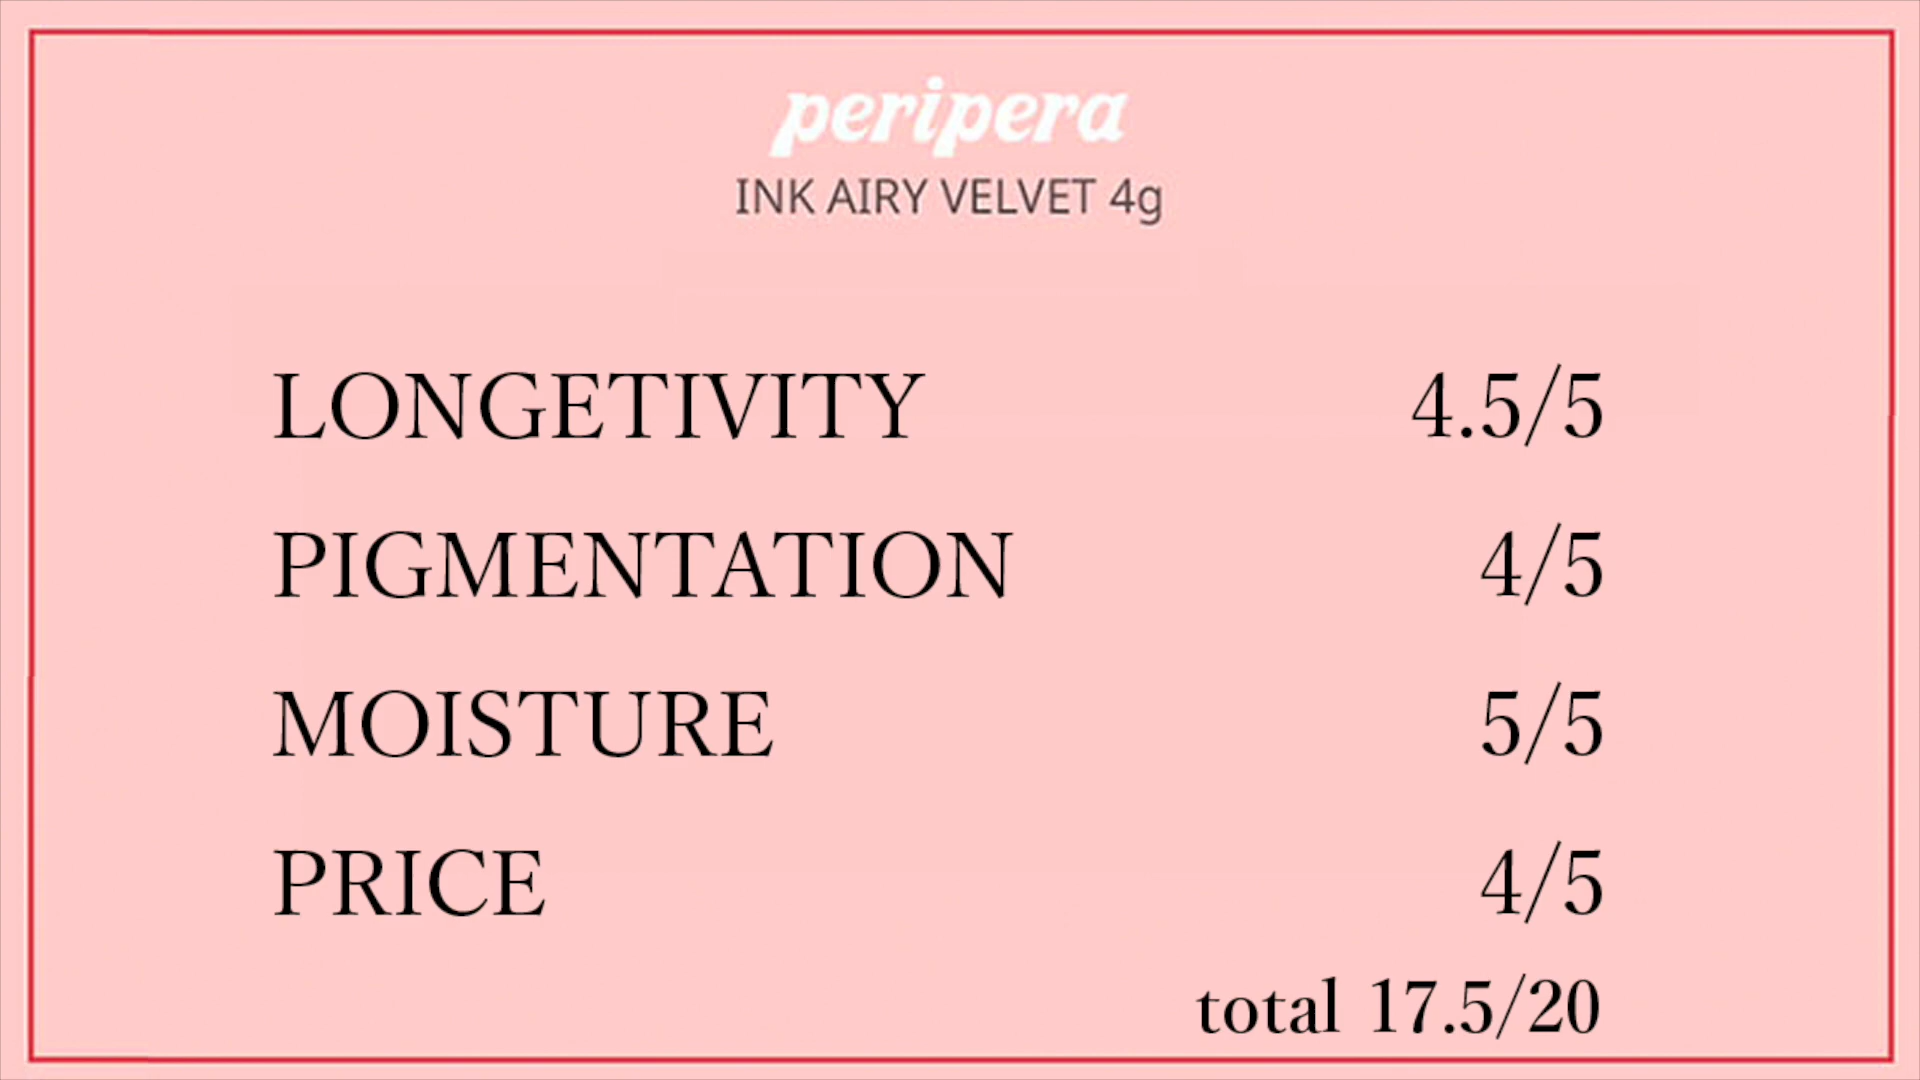 peripera
INK AIRY VELVET 4g
LONGETIVITY 4.5/5
PIGMENTATION 4/5
MOISTURE 5/5
PRICE 4/5
total 17.5/20